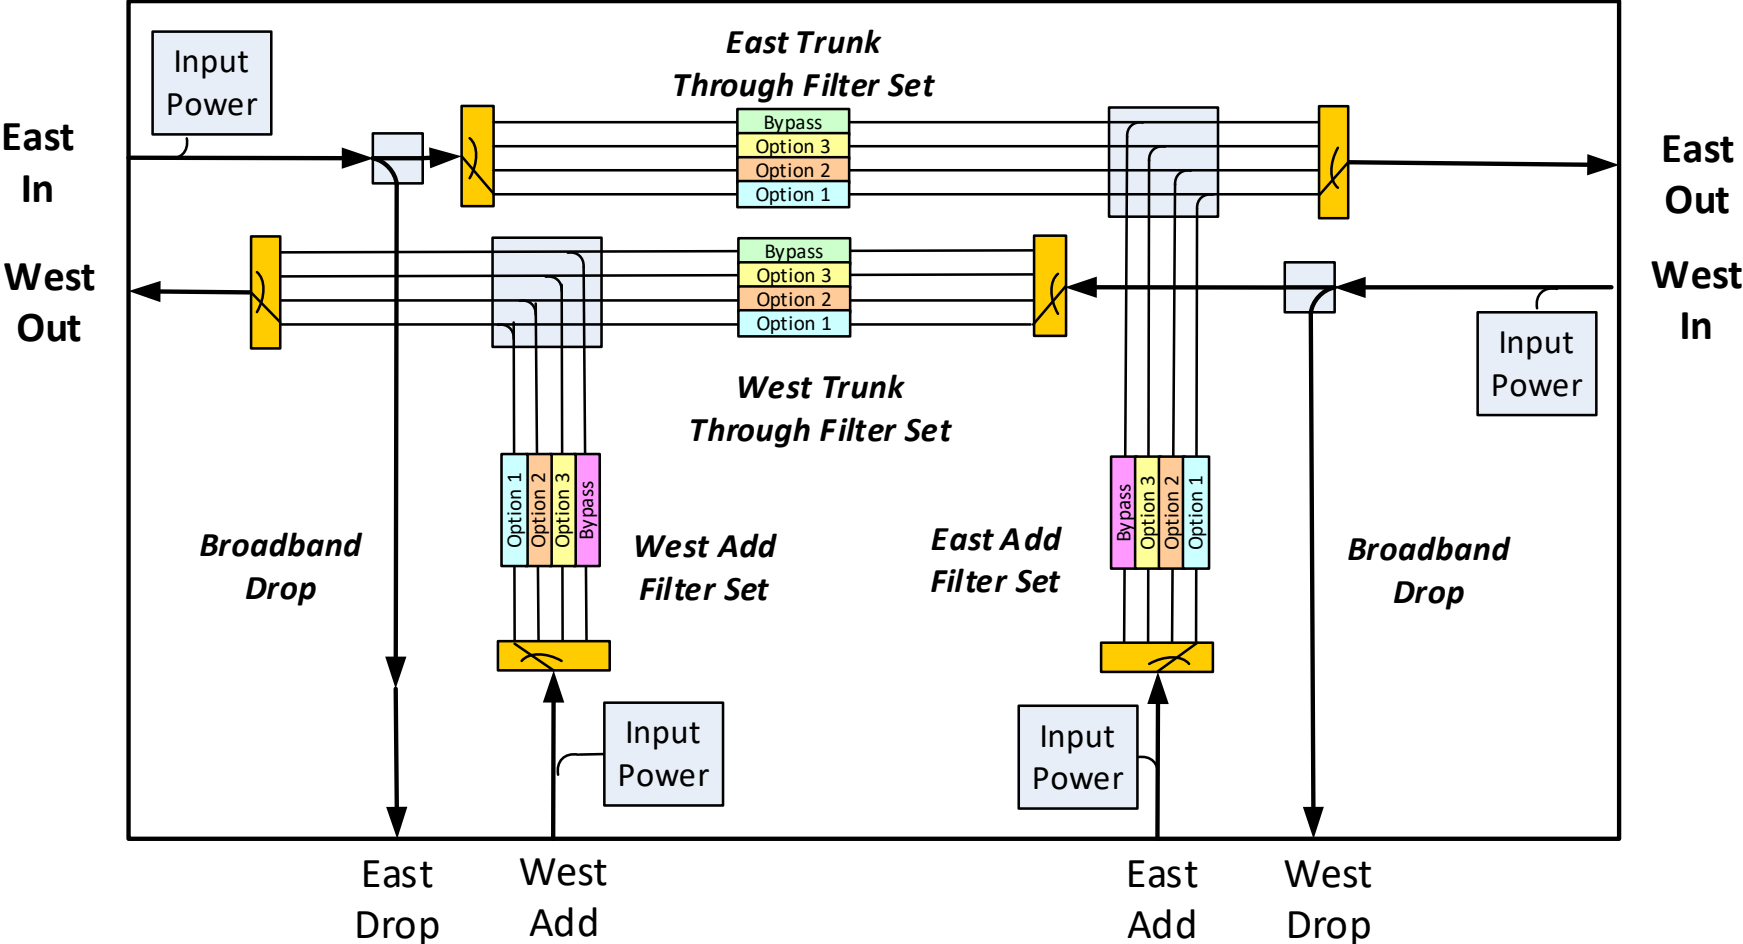 East Trunk
Through Filter Set
Input
Power
East
In
Bypass
Option 3
Option 2
Option 1
East
Out
West
Out
Bypass
Option 3
Option 2
Option 1
West
In
Input
Power
West Trunk
Through Filter Set
Option 1
Option 2
Option 3
Bypass
Bypass
Option 3
Option 2
Option 1
Broadband
Drop
West Add
Filter Set
East Add
Filter Set
Broadband
Drop
Input
Power
Input
Power
East
Drop
West
Add
East
Add
West
Drop